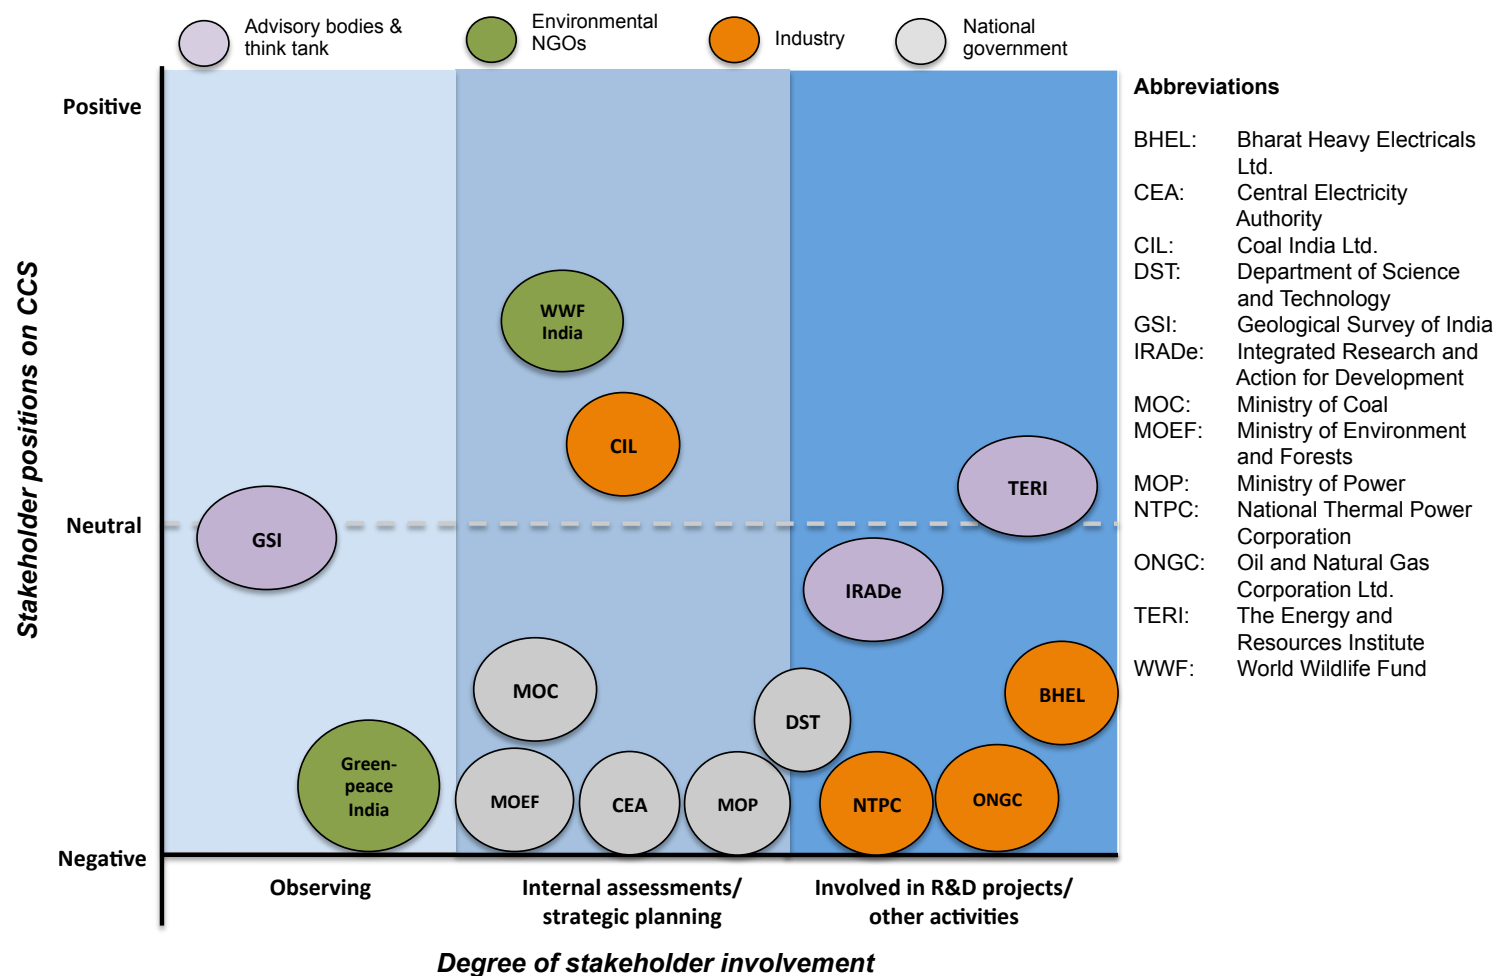 Advisory bodies &
think tank
Environmental
NGOs
Industry
National
government
Positive
Neutral
Negative
Stakeholder positions on CCS
WWF
India
CIL
TERI
GSI
IRADe
MOC
BHEL
DST
Green-
peace
India
MOEF
CEA
MOP
NTPC
ONGC
Observing
Internal assessments/
strategic planning
Involved in R&D projects/
other activities
Degree of stakeholder involvement
Abbreviations
BHEL: Bharat Heavy Electricals
Ltd.
CEA: Central Electricity
Authority
CIL: Coal India Ltd.
DST: Department of Science
and Technology
GSI: Geological Survey of India
IRADe: Integrated Research and
Action for Development
MOC: Ministry of Coal
MOEF: Ministry of Environment
and Forests
MOP: Ministry of Power
NTPC: National Thermal Power
Corporation
ONGC: Oil and Natural Gas
Corporation Ltd.
TERI: The Energy and
Resources Institute
WWF: World Wildlife Fund